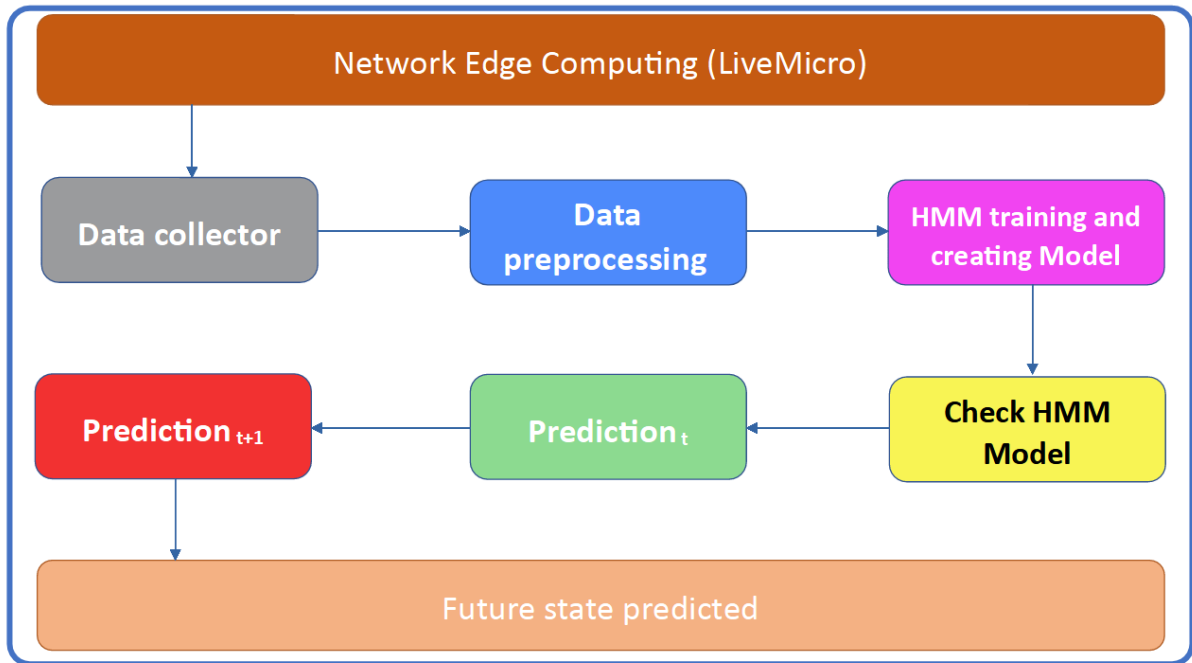 Network Edge Computing (LiveMicro)
Data collector
Data
preprocessing
HMM training and
creating Model
Prediction t+1
Prediction t
Check HMM
Model
Future state predicted